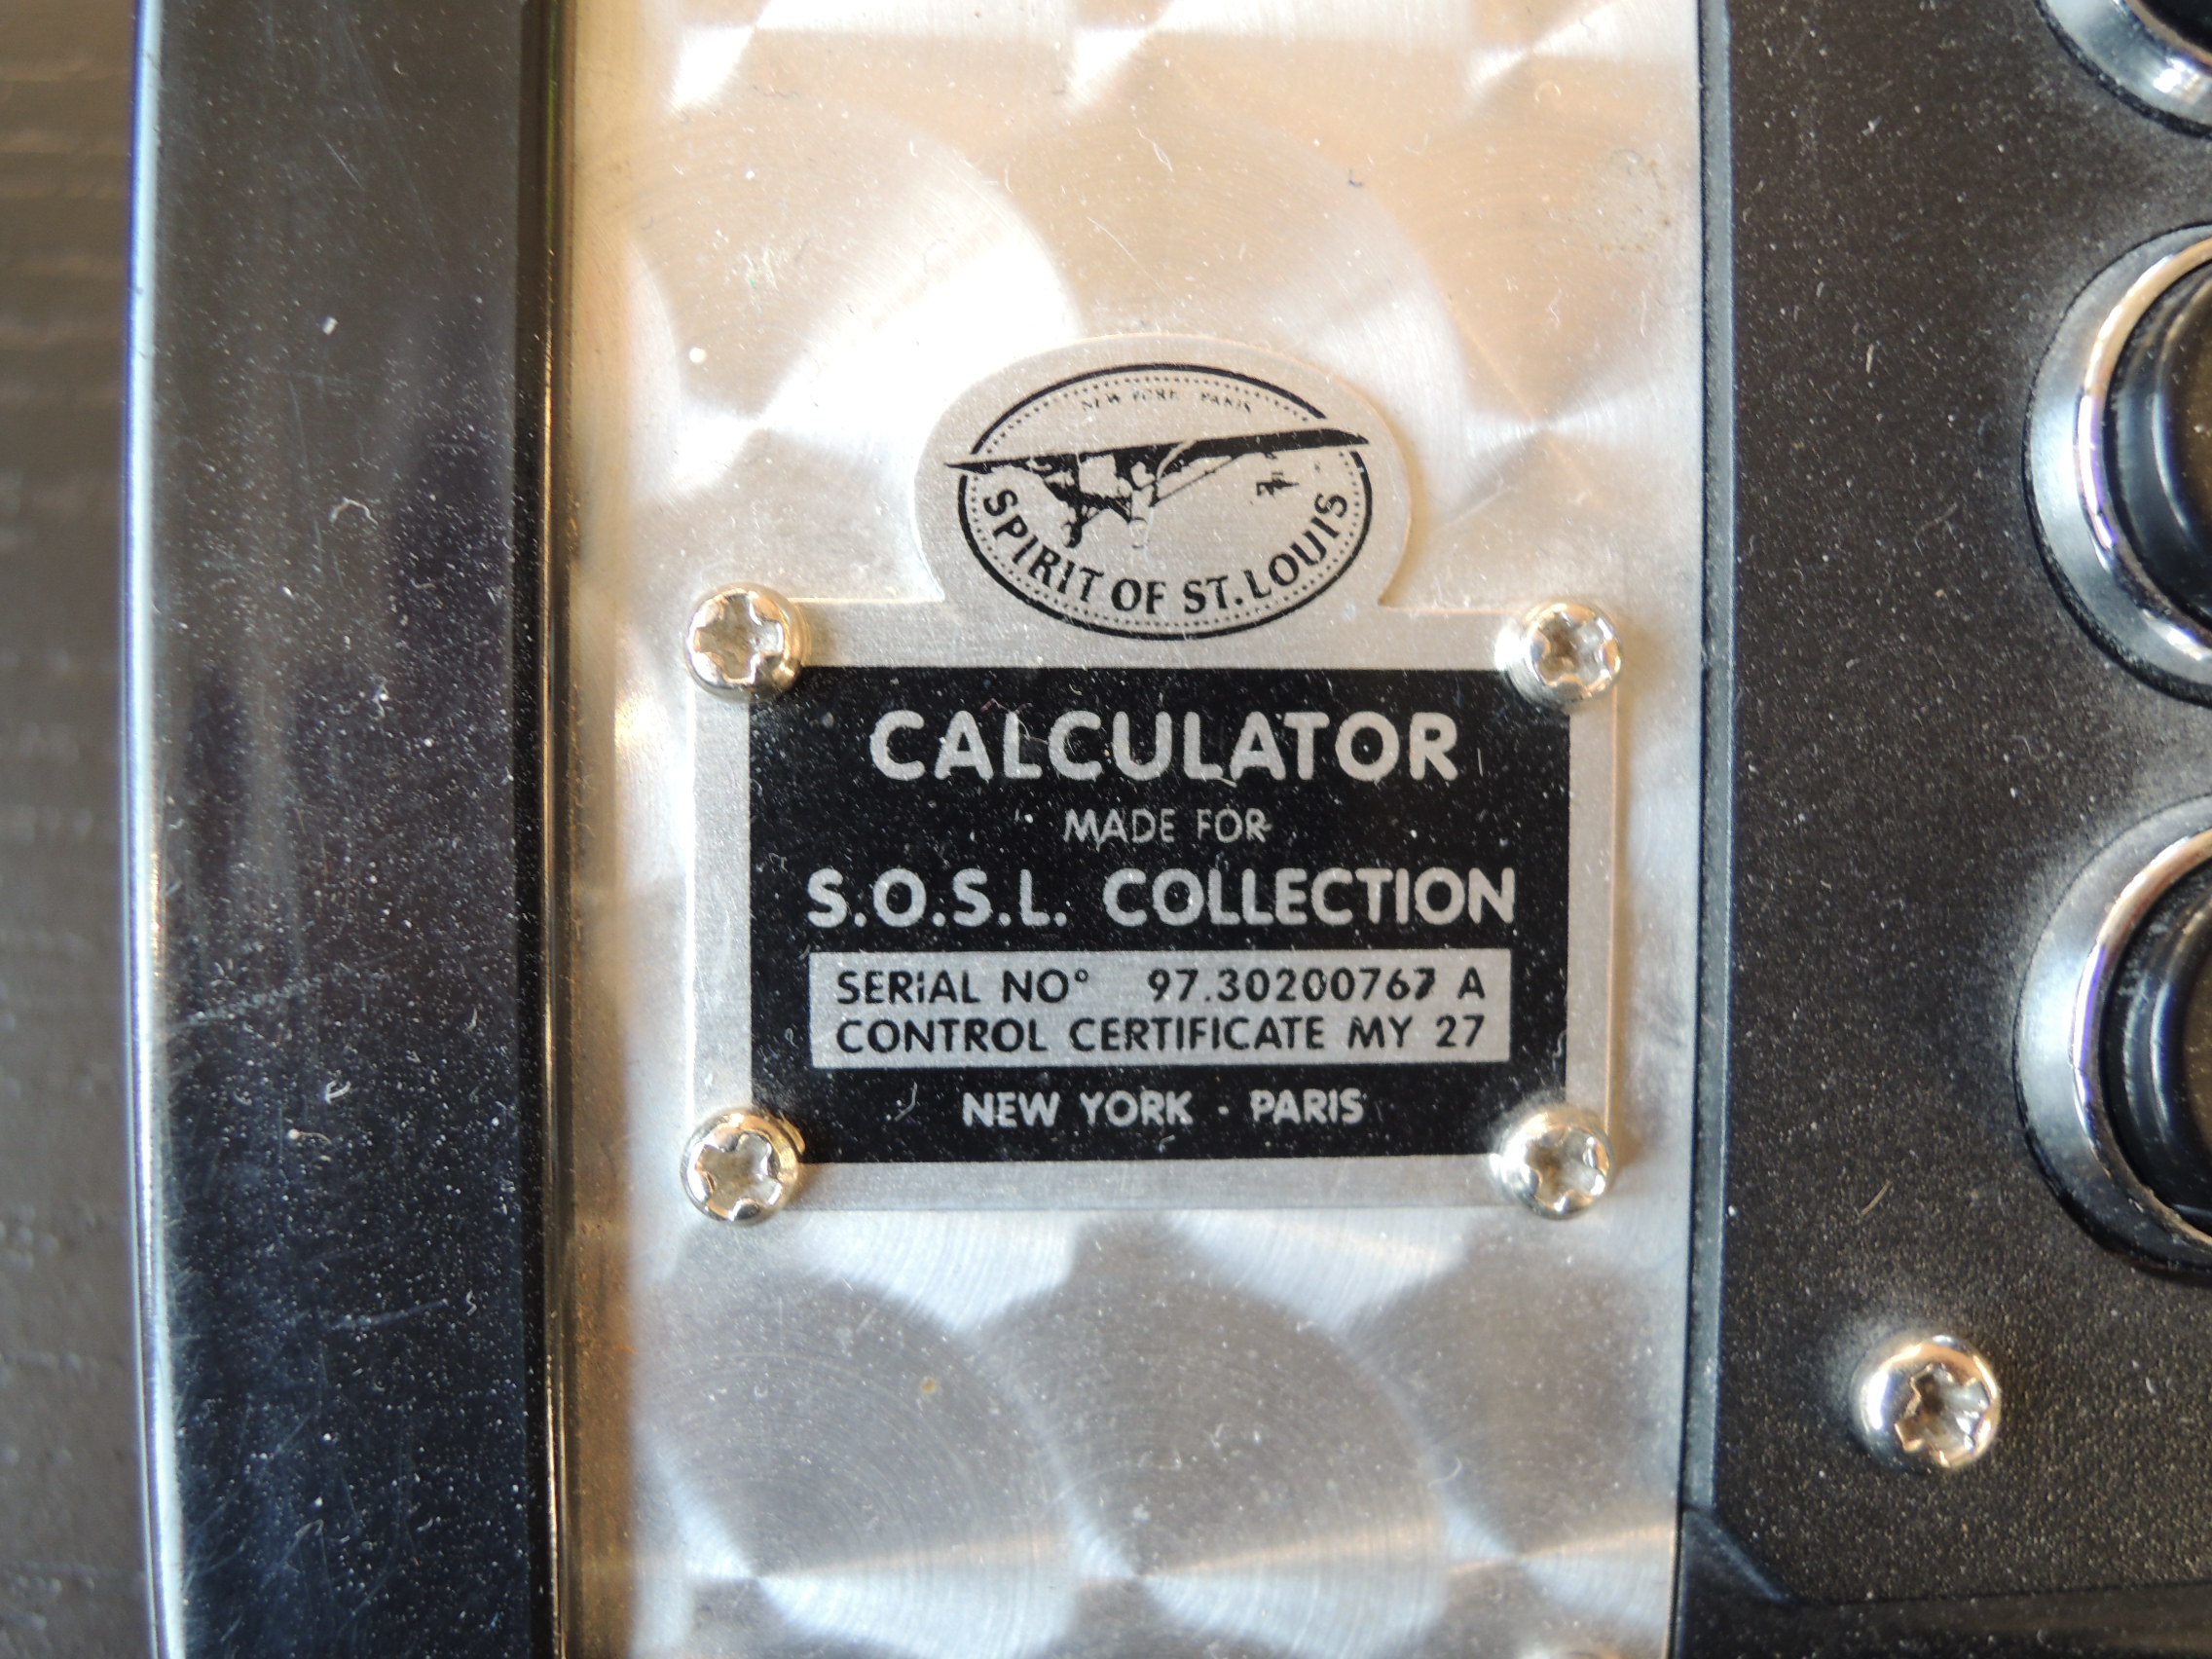 NEW YORK PARIS
SPIRIT OF ST. LOUIS
CALCULATOR
MADE FOR
S.O.S.L. COLLECTION
SERIAL NO° 97.30200767 A
CONTROL CERTIFICATE MY 27
NEW YORK - PARIS